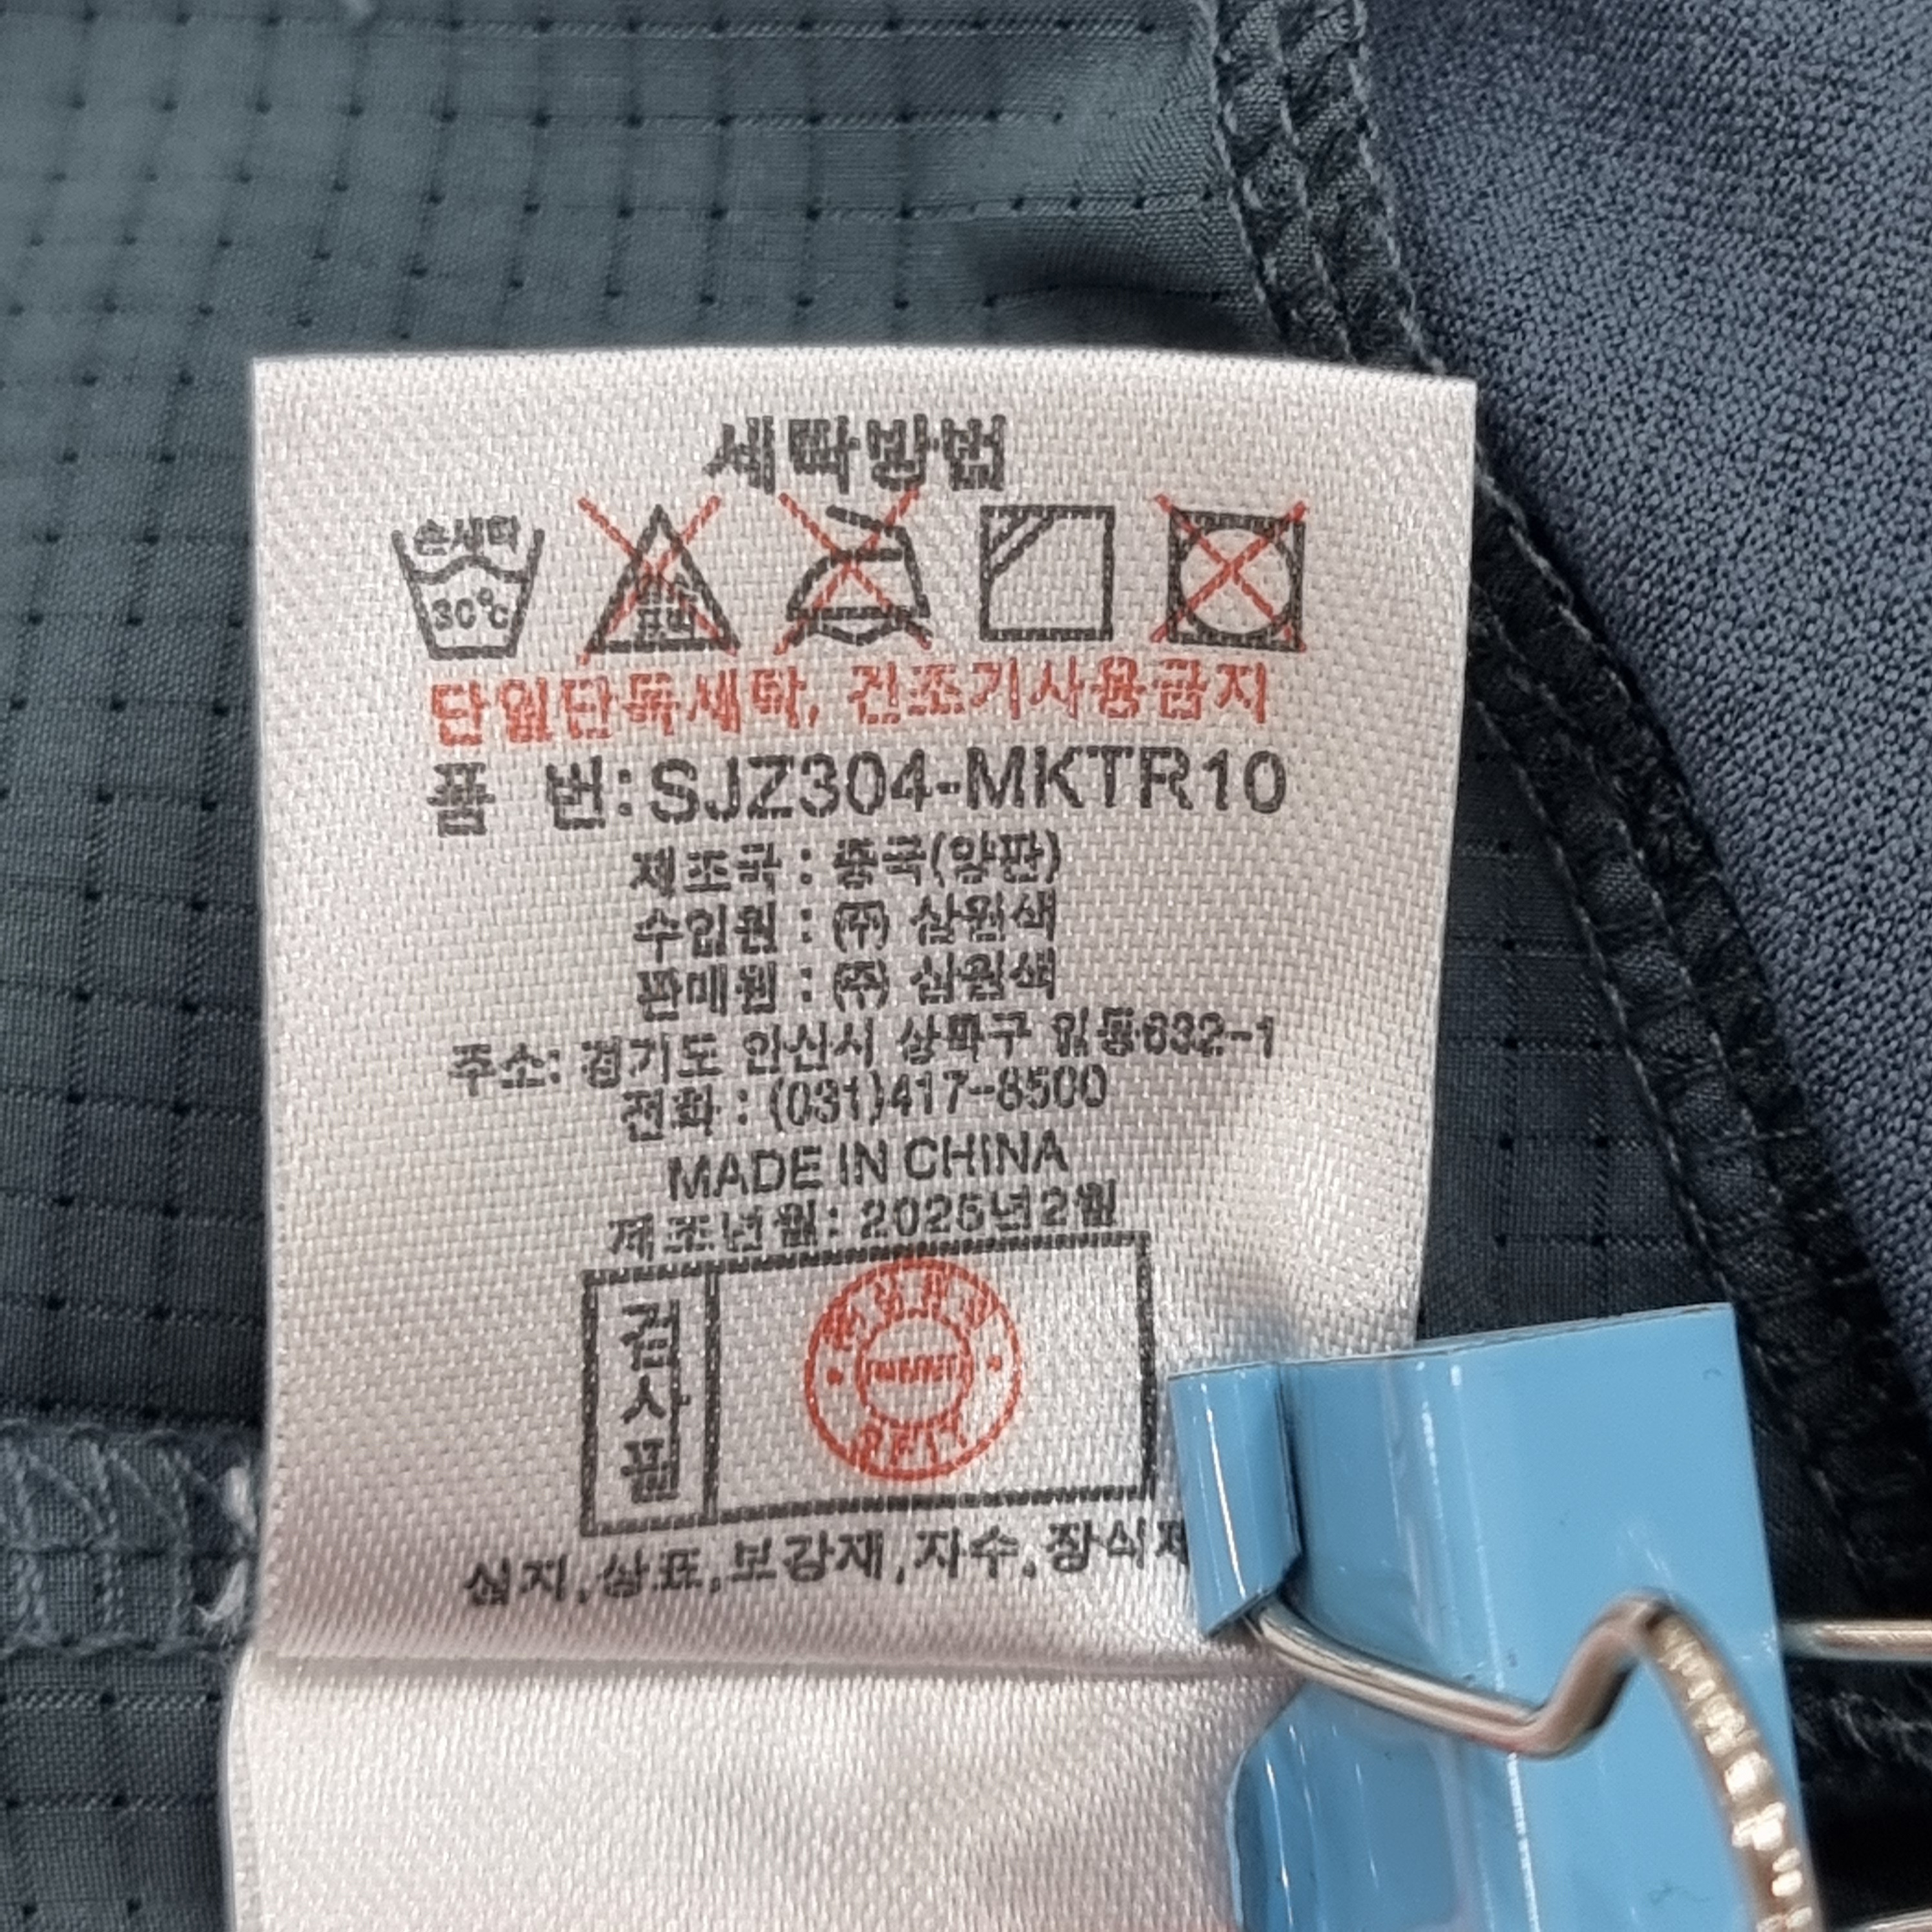 세탁방법
손세탁
30℃
표백
단일단독세탁, 건조기사용금지
품 번: SJZ304-MKTR10
제조국 : 중국(양판)
수입원 : ㈜ 삼원색
판매원 : ㈜ 삼원색
주소: 경기도 안산시 상록구 일동632-1
전화 : (031)417-8500
MADE IN CHINA
제조년월: 2025년2월
검사필
심지,상표,보강재,자수,장식